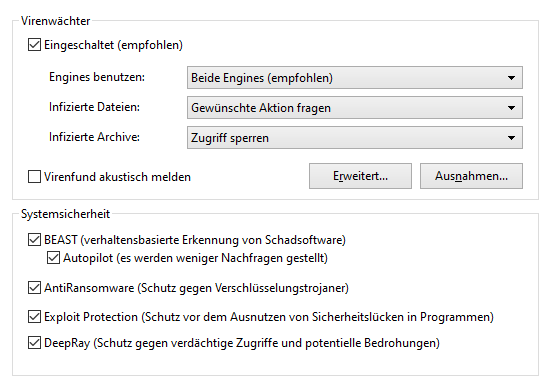 Virenwächter
Eingeschaltet (empfohlen)
Engines benutzen: Beide Engines (empfohlen)
Infizierte Dateien: Gewünschte Aktion fragen
Infizierte Archive: Zugriff sperren
Virenfund akustisch melden Erweitert... Ausnahmen...
Systemsicherheit
BEAST (verhaltensbasierte Erkennung von Schadsoftware)
Autopilot (es werden weniger Nachfragen gestellt)
AntiRansomware (Schutz gegen Verschlüsselungstrojaner)
Exploit Protection (Schutz vor dem Ausnutzen von Sicherheitslücken in Programmen)
DeepRay (Schutz gegen verdächtige Zugriffe und potentielle Bedrohungen)